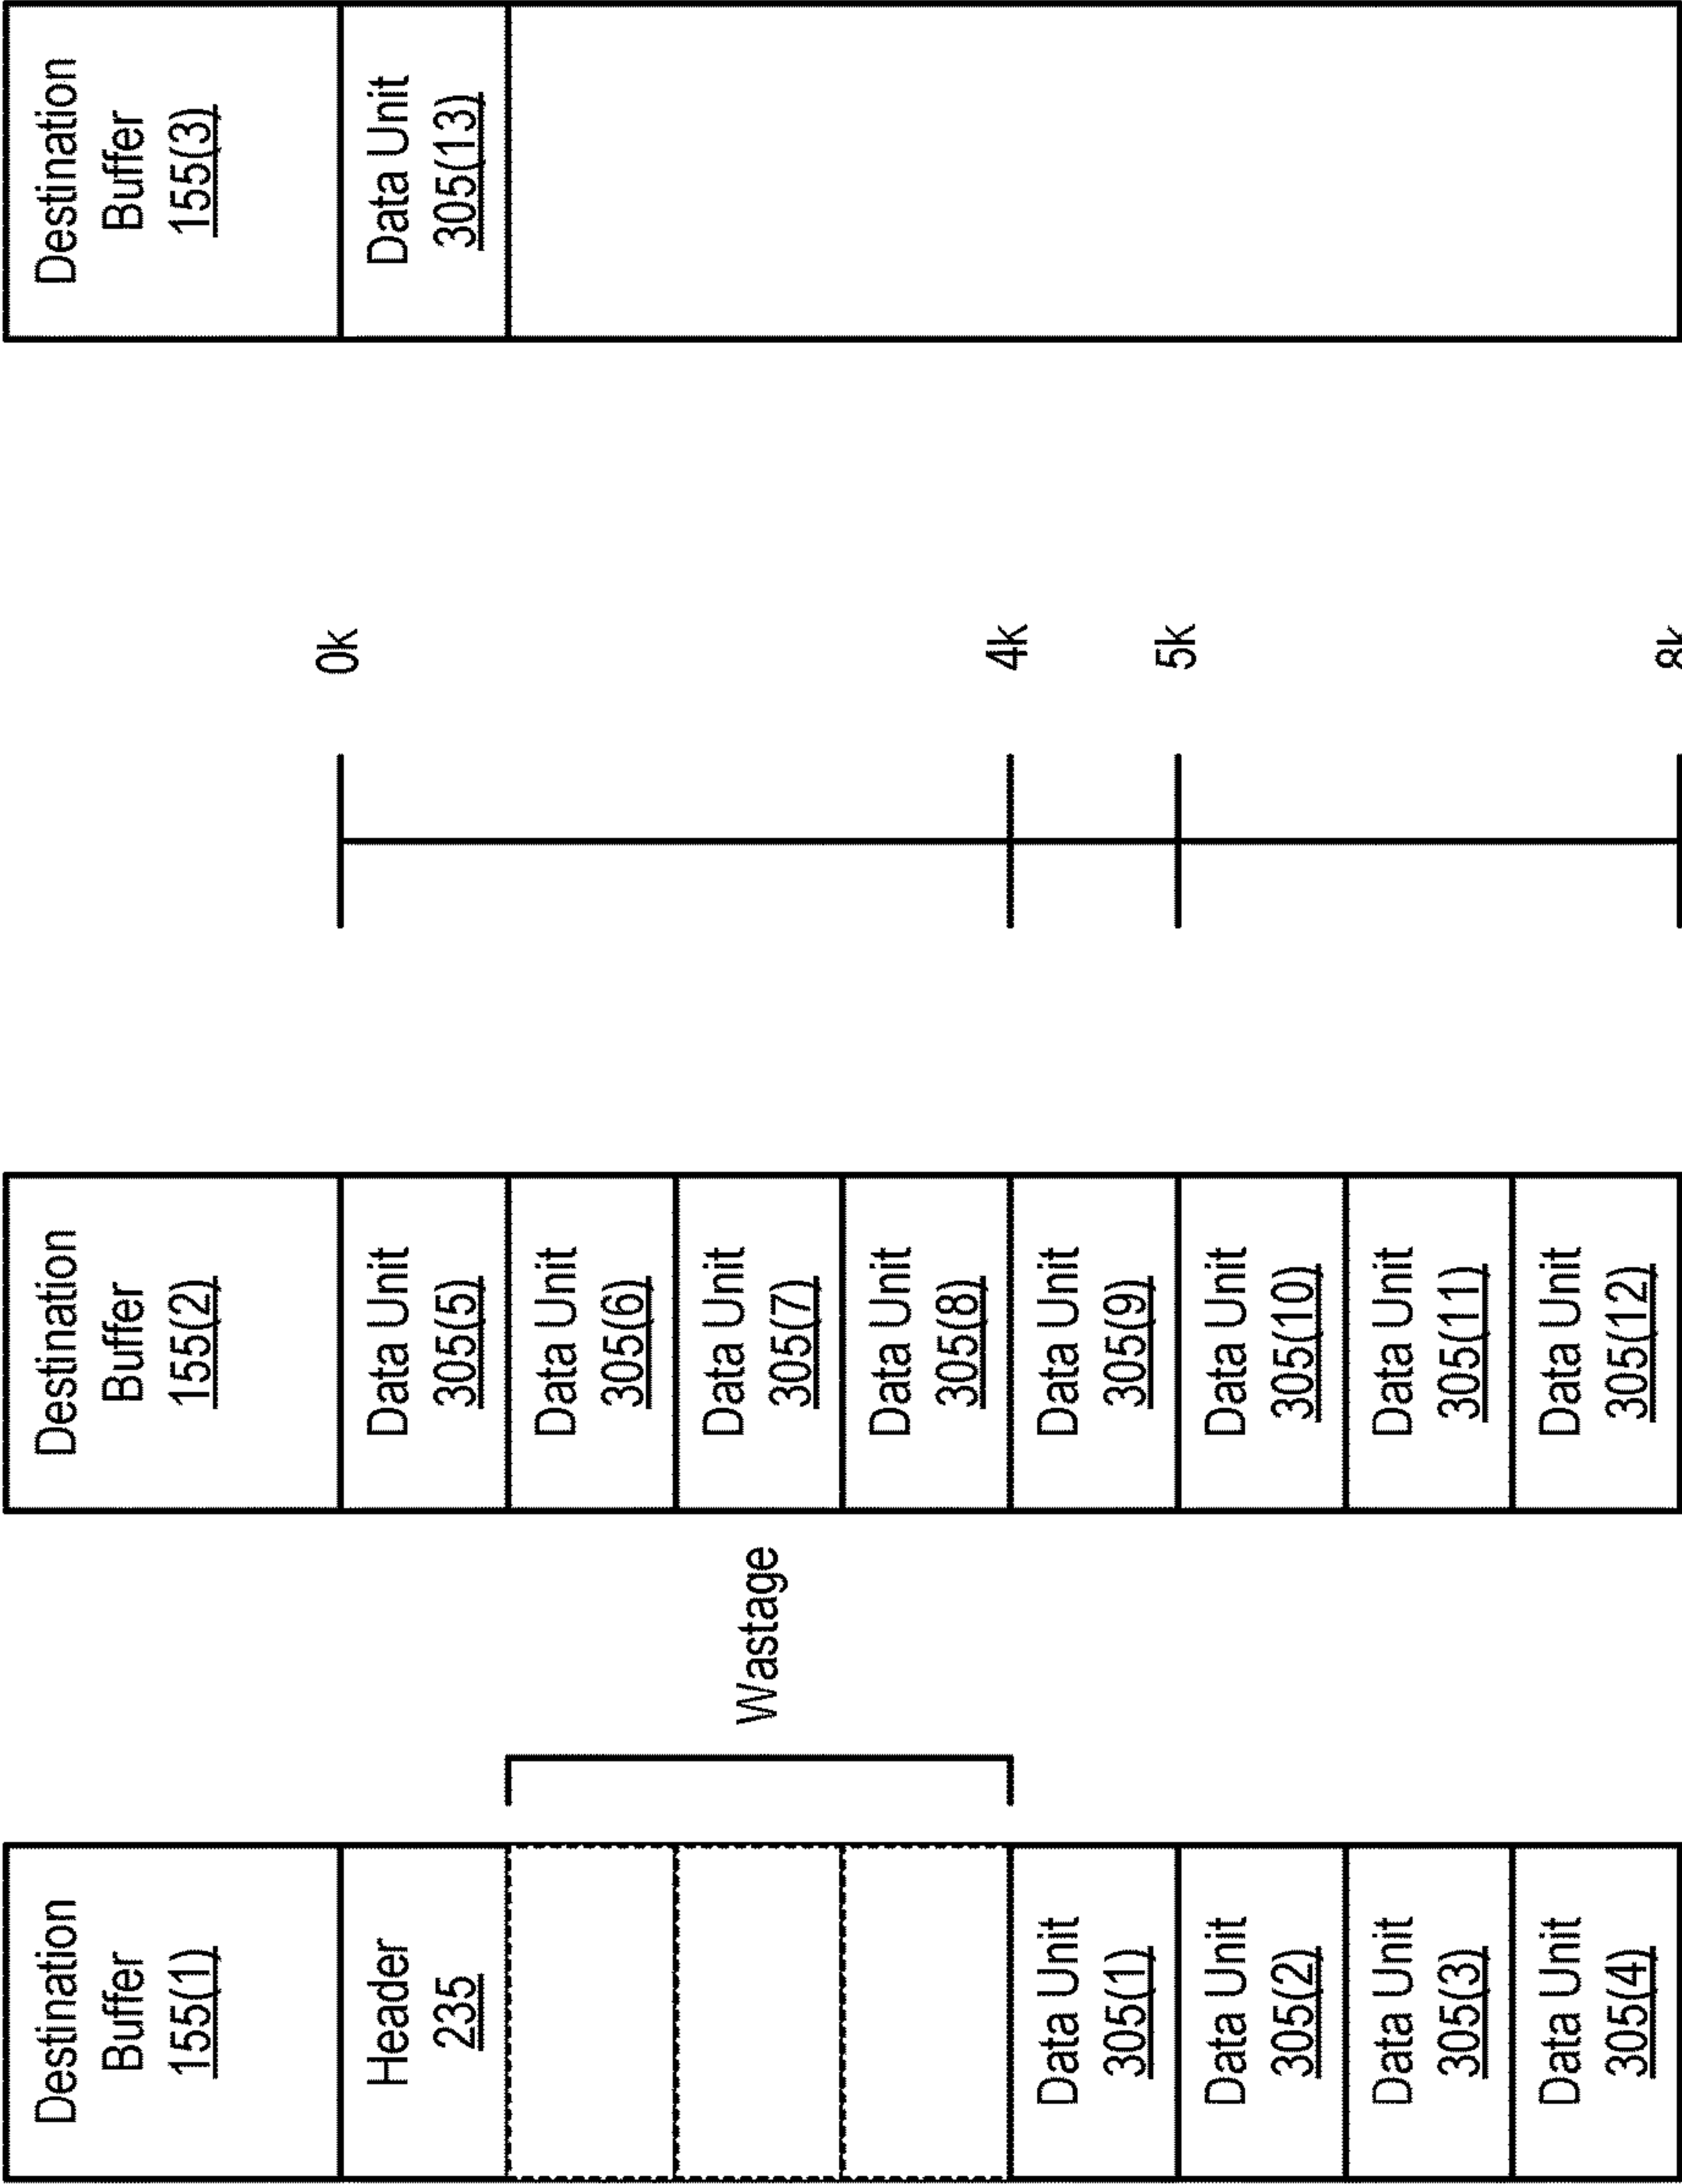 Destination
Buffer
155(1)
Header
235
Data Unit
305(1)
Data Unit
305(2)
Data Unit
305(3)
Data Unit
305(4)
Wastage
Destination
Buffer
155(2)
Data Unit
305(5)
Data Unit
305(6)
Data Unit
305(7)
Data Unit
305(8)
Data Unit
305(9)
Data Unit
305(10)
Data Unit
305(11)
Data Unit
305(12)
0k
4k
5k
8k
Destination
Buffer
155(3)
Data Unit
305(13)